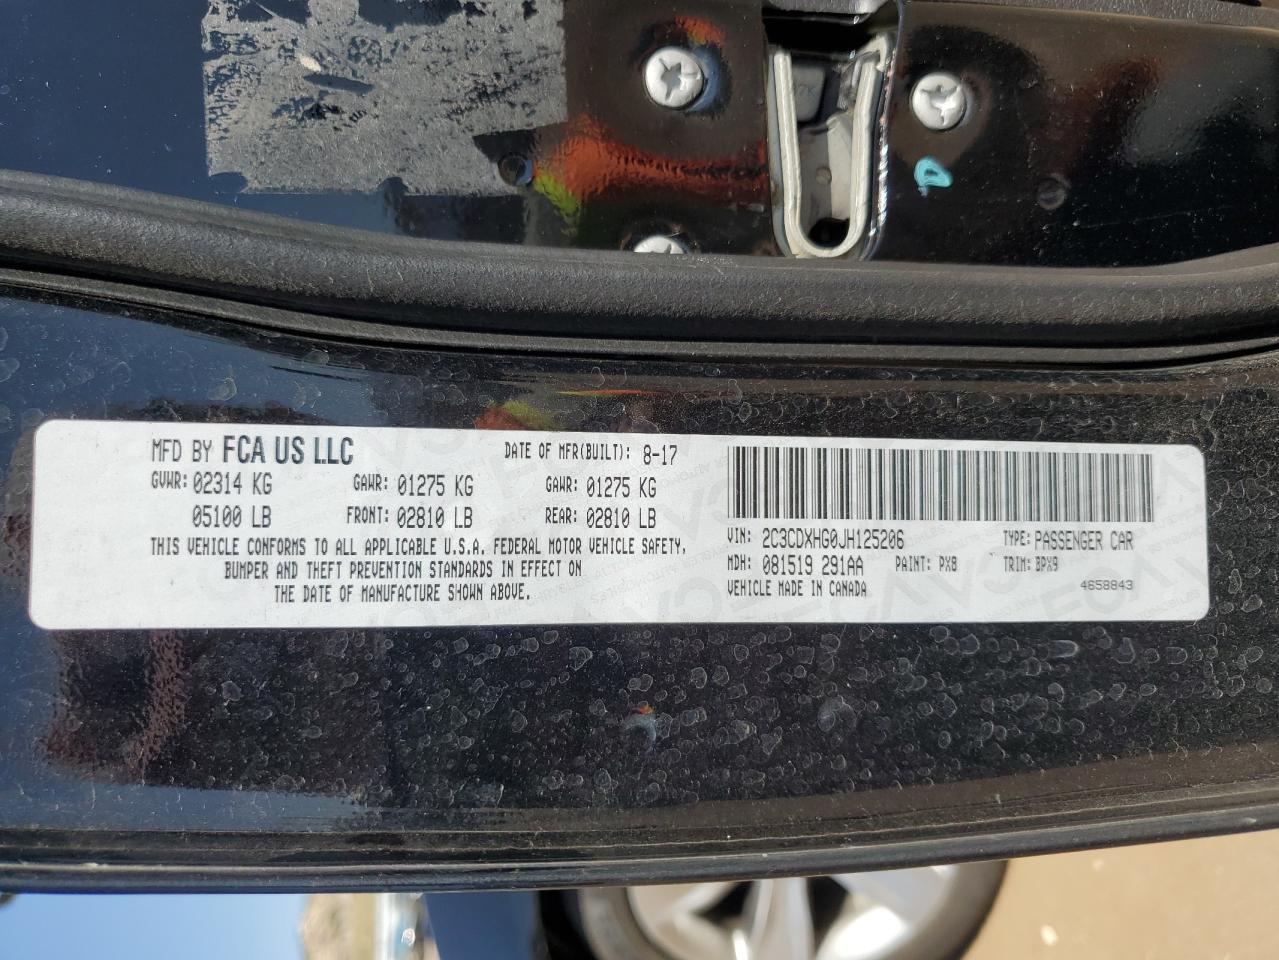 MFD BY FCA US LLC DATE OF MFR(BUILT): 8-17
GVWR: 02314 KG GAWR: 01275 KG GAWR: 01275 KG
05100 LB FRONT: 02810 LB REAR: 02810 LB
THIS VEHICLE CONFORMS TO ALL APPLICABLE U.S.A. FEDERAL MOTOR VEHICLE SAFETY,
BUMPER AND THEFT PREVENTION STANDARDS IN EFFECT ON
THE DATE OF MANUFACTURE SHOWN ABOVE.
VIN: 2C3CDXHG0JH125206 TYPE: PASSENGER CAR
MDH: 081519 291AA PAINT: PX8 TRIM: BPX9
VEHICLE MADE IN CANADA 4658843